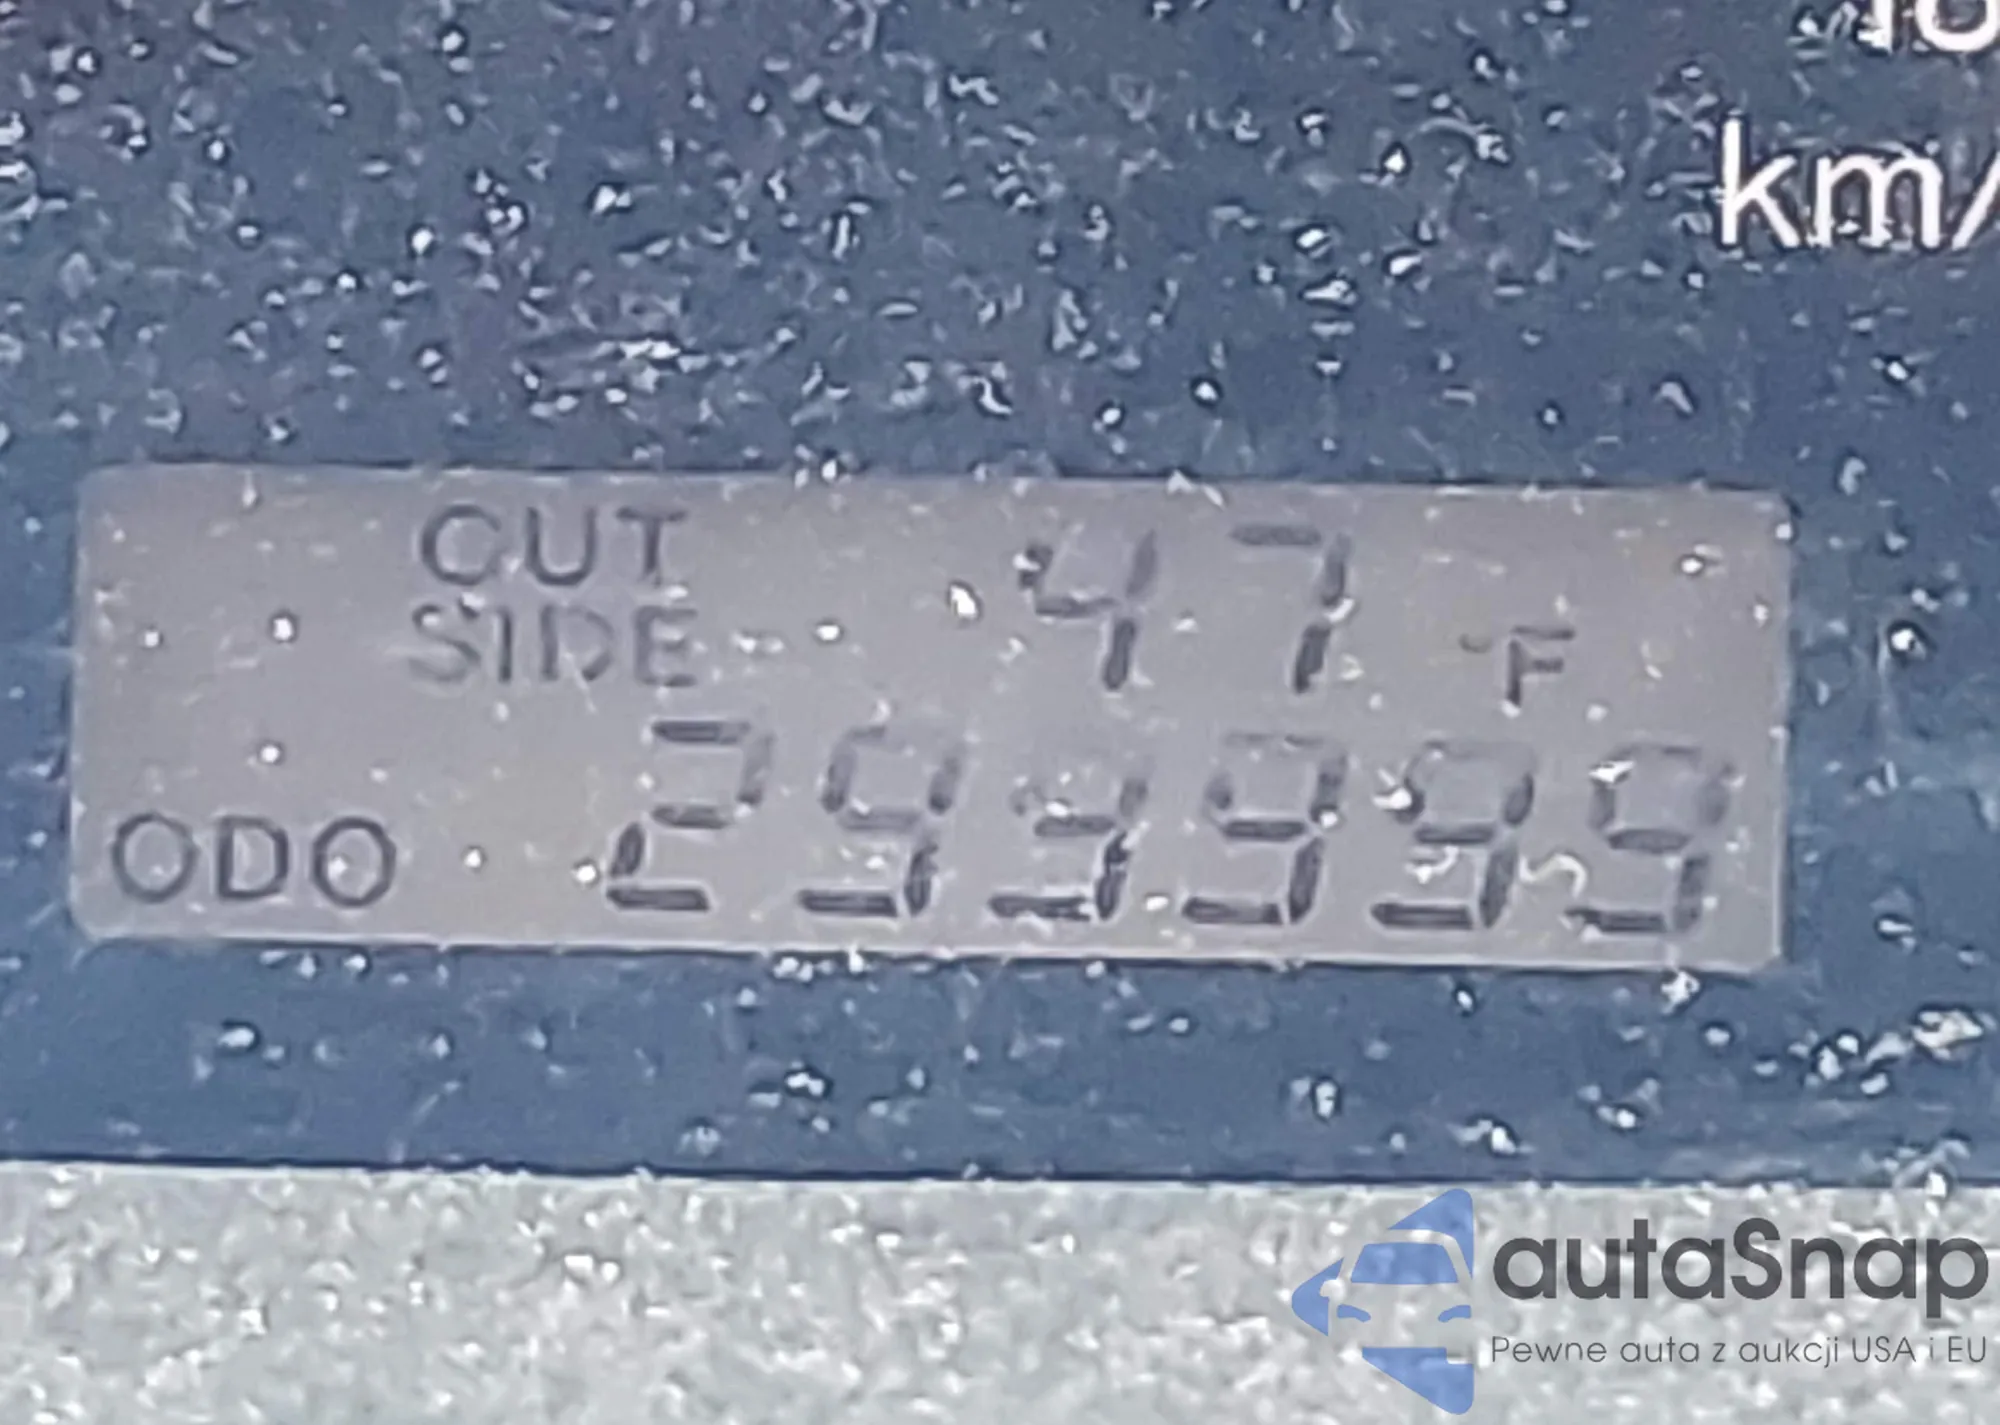 km/
OUT
SIDE
47 °F
ODO 299999
autaSnap
Pewne auta z aukcji USA i EU